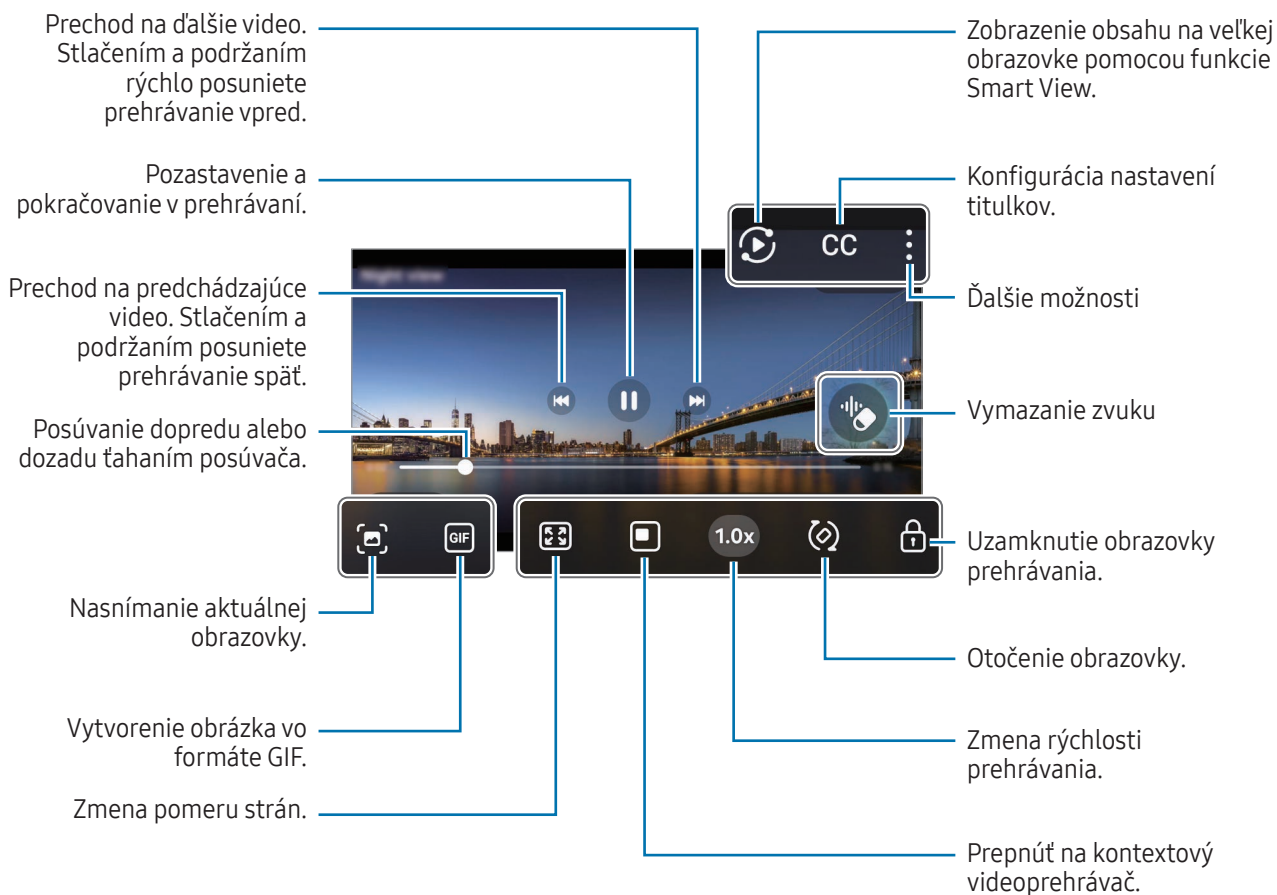 Prechod na ďalšie video.
Stlačením a podržaním
rýchlo posuniete
prehrávanie vpred.
Pozastavenie a
pokračovanie v prehrávaní.
Prechod na predchádzajúce
video. Stlačením a
podržaním posuniete
prehrávanie späť.
Posúvanie dopredu alebo
dozadu ťahaním posúvača.
Nasnímanie aktuálnej
obrazovky.
Vytvorenie obrázka vo
formáte GIF.
Zmena pomeru strán.
Night view
CC
GIF
1.0x
Zobrazenie obsahu na veľkej
obrazovke pomocou funkcie
Smart View.
Konfigurácia nastavení
titulkov.
Ďalšie možnosti
Vymazanie zvuku
Uzamknutie obrazovky
prehrávania.
Otočenie obrazovky.
Zmena rýchlosti
prehrávania.
Prepnúť na kontextový
videoprehrávač.